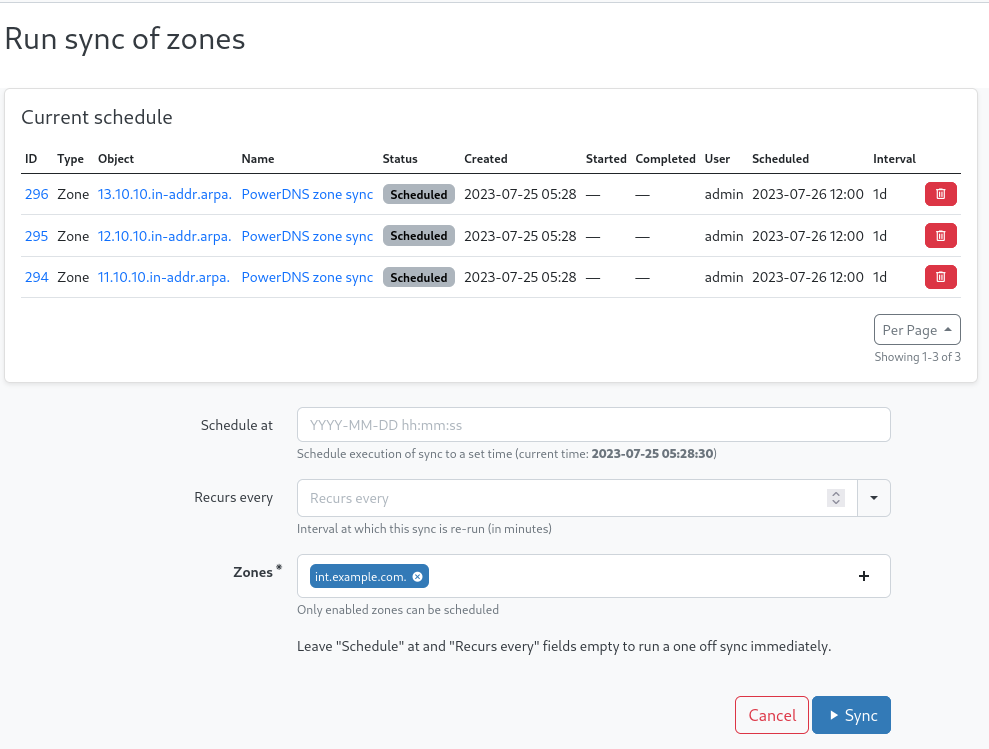 Run sync of zones
Current schedule
ID Type Object Name Status Created Started Completed User Scheduled Interval
296 Zone 13.10.10.in-addr.arpa. PowerDNS zone sync Scheduled 2023-07-25 05:28 — — admin 2023-07-26 12:00 1d
295 Zone 12.10.10.in-addr.arpa. PowerDNS zone sync Scheduled 2023-07-25 05:28 — — admin 2023-07-26 12:00 1d
294 Zone 11.10.10.in-addr.arpa. PowerDNS zone sync Scheduled 2023-07-25 05:28 — — admin 2023-07-26 12:00 1d
Per Page
Showing 1-3 of 3
Schedule at YYYY-MM-DD hh:mm:ss
Schedule execution of sync to a set time (current time: 2023-07-25 05:28:30)
Recurs every Recurs every
Interval at which this sync is re-run (in minutes)
Zones * int.example.com.
Only enabled zones can be scheduled
Leave "Schedule" at and "Recurs every" fields empty to run a one off sync immediately.
Cancel Sync